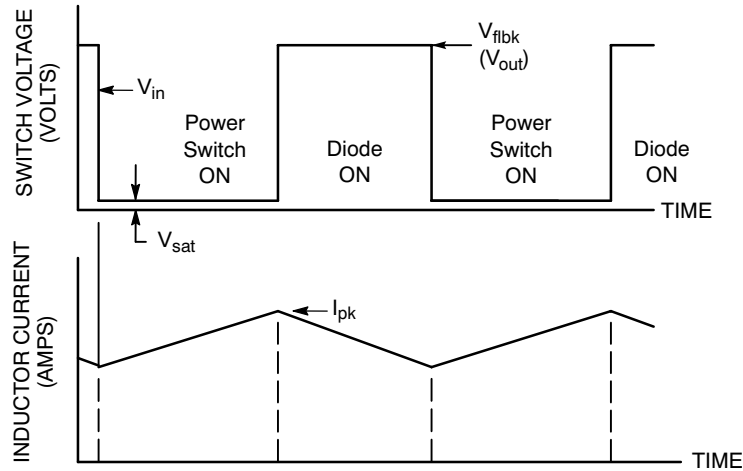 SWITCH VOLTAGE
(VOLTS)
V_flbk
(V_out)
V_in
Power
Switch
ON
Diode
ON
Power
Switch
ON
Diode
ON
TIME
V_sat
INDUCTOR CURRENT
(AMPS)
I_pk
TIME